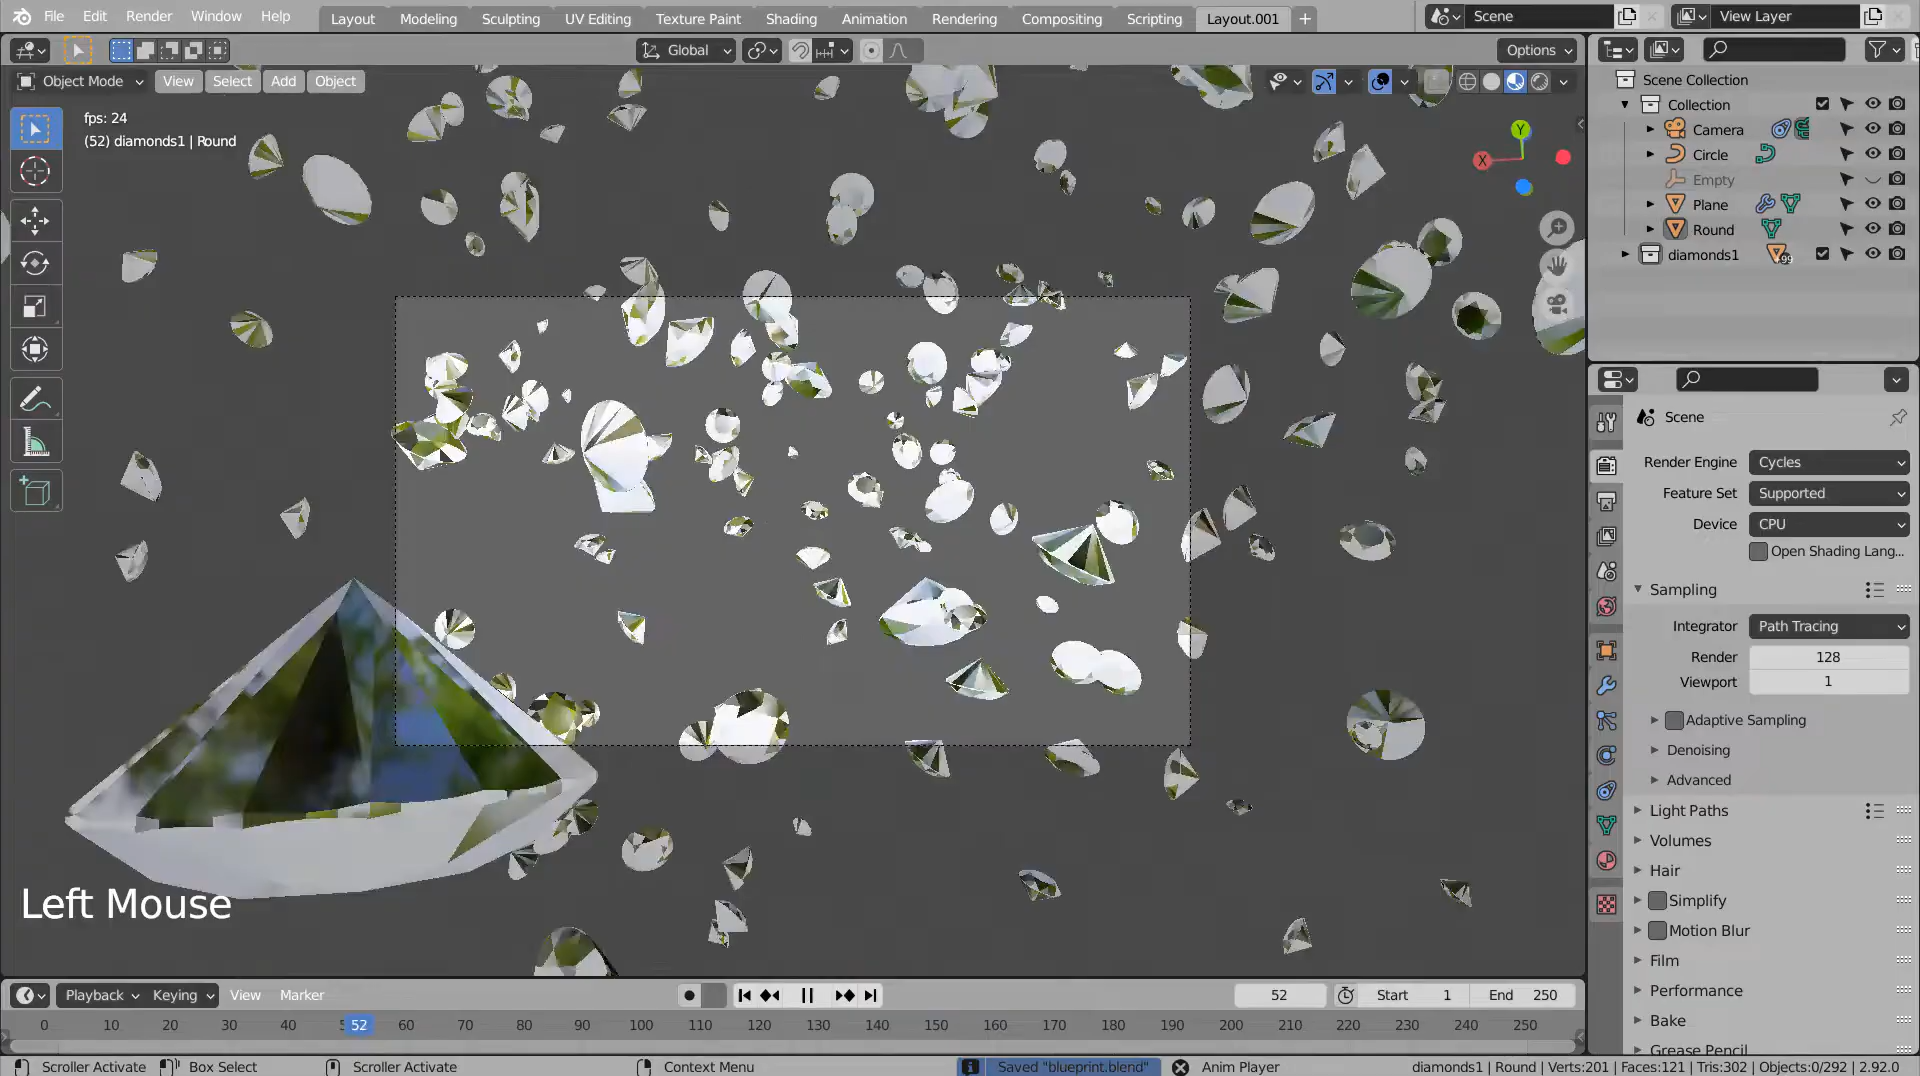 File Edit Render Window Help
Layout Modeling Sculpting UV Editing Texture Paint Shading Animation Rendering Compositing Scripting Layout.001 +
Scene
View Layer
Global
Options
Object Mode View Select Add Object
fps: 24
(52) diamonds1 | Round
Y
X
Scene Collection
Collection
Camera
Circle
Empty
Plane
Round
diamonds1
99
Scene
Render Engine Cycles
Feature Set Supported
Device CPU
Open Shading Lang...
Sampling
Integrator Path Tracing
Render 128
Viewport 1
Adaptive Sampling
Denoising
Advanced
Light Paths
Volumes
Hair
Simplify
Motion Blur
Film
Performance
Bake
Grease Pencil
Left Mouse
Playback Keying View Marker
52
Start 1
End 250
0 10 20 30 40 52 60 70 80 90 100 110 120 130 140 150 160 170 180 190 200 210 220 230 240 250
Scroller Activate
Box Select
Scroller Activate
Context Menu
Saved "blueprint.blend"
Anim Player
diamonds1 | Round | Verts:201 | Faces:121 | Tris:302 | Objects:0/292 | 2.92.0